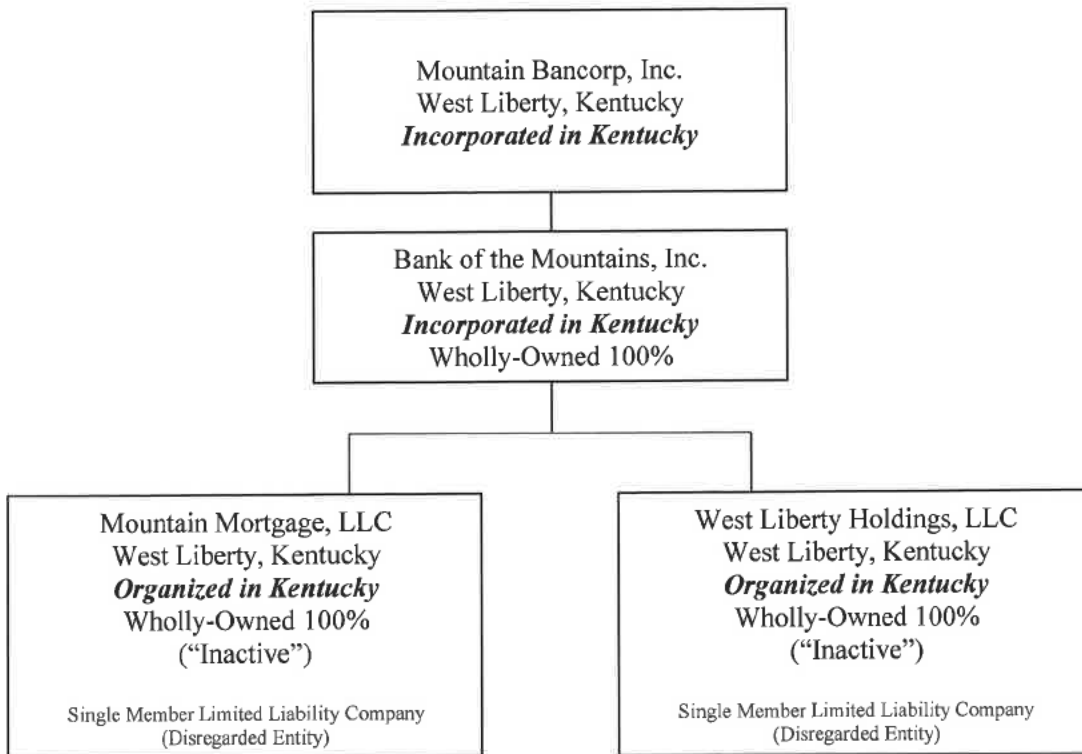 Mountain Bancorp, Inc.
West Liberty, Kentucky
Incorporated in Kentucky
Bank of the Mountains, Inc.
West Liberty, Kentucky
Incorporated in Kentucky
Wholly-Owned 100%
Mountain Mortgage, LLC
West Liberty, Kentucky
Organized in Kentucky
Wholly-Owned 100%
(“Inactive”)
Single Member Limited Liability Company
(Disregarded Entity)
West Liberty Holdings, LLC
West Liberty, Kentucky
Organized in Kentucky
Wholly-Owned 100%
(“Inactive”)
Single Member Limited Liability Company
(Disregarded Entity)